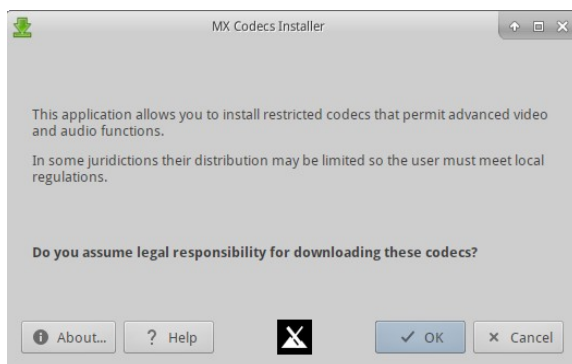 MX Codecs Installer
This application allows you to install restricted codecs that permit advanced video
and audio functions.
In some juridictions their distribution may be limited so the user must meet local
regulations.
Do you assume legal responsibility for downloading these codecs?
About... ? Help OK Cancel